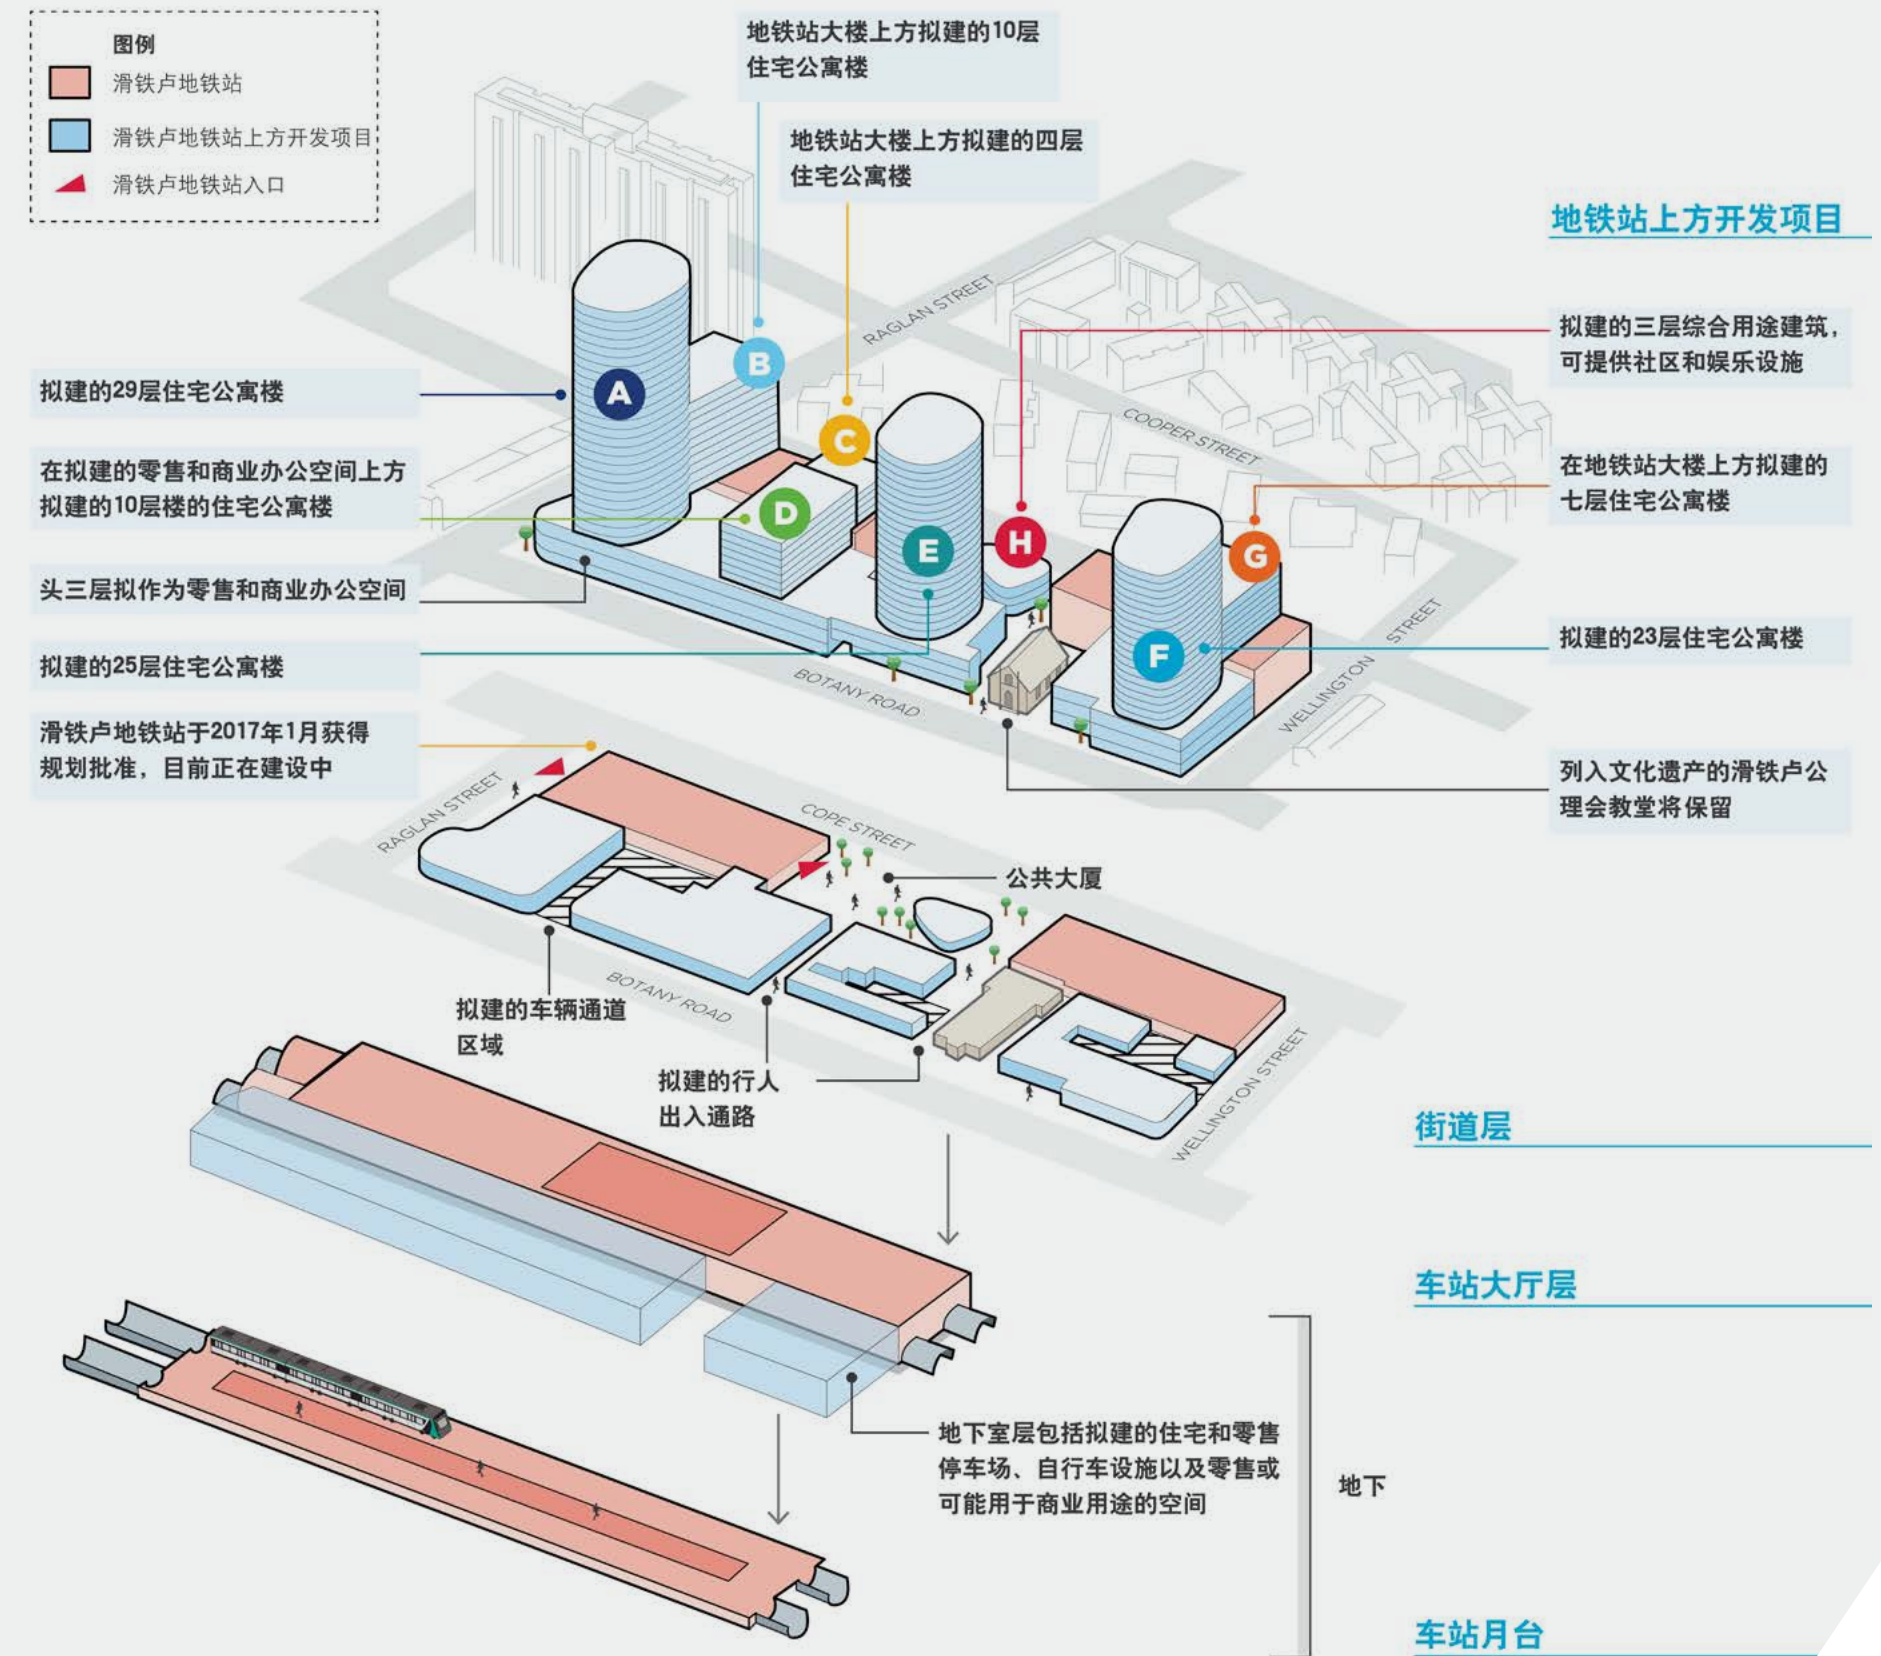 图例
滑铁卢地铁站
滑铁卢地铁站上方开发项目
滑铁卢地铁站入口
地铁站大楼上方拟建的10层
住宅公寓楼
地铁站大楼上方拟建的四层
住宅公寓楼
地铁站上方开发项目
拟建的三层综合用途建筑，
可提供社区和娱乐设施
在地铁站大楼上方拟建的
七层住宅公寓楼
拟建的23层住宅公寓楼
列入文化遗产的滑铁卢公
理会教堂将保留
拟建的29层住宅公寓楼
在拟建的零售和商业办公空间上方
拟建的10层楼的住宅公寓楼
头三层拟作为零售和商业办公空间
拟建的25层住宅公寓楼
滑铁卢地铁站于2017年1月获得
规划批准，目前正在建设中
A
B
C
D
E
H
G
F
RAGLAN STREET
COOPER STREET
BOTANY ROAD
WELLINGTON STREET
RAGLAN STREET
COPE STREET
公共大厦
BOTANY ROAD
WELLINGTON STREET
拟建的车辆通道
区域
拟建的行人
出入通路
街道层
车站大厅层
地下室层包括拟建的住宅和零售
停车场、自行车设施以及零售或
可能用于商业用途的空间
地下
车站月台